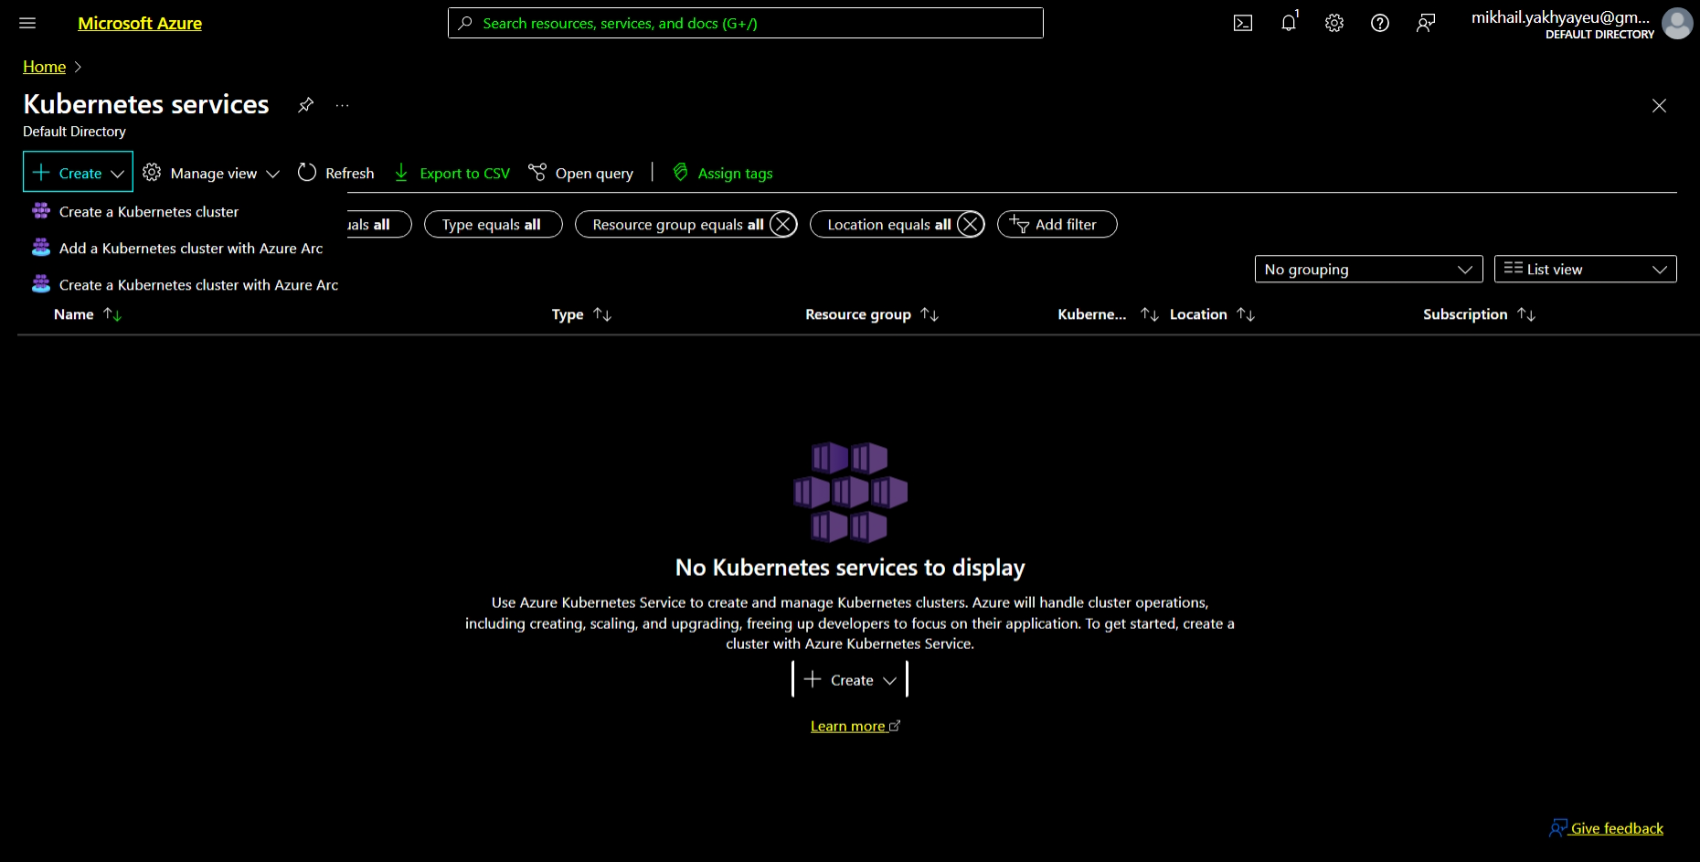 Microsoft Azure
Search resources, services, and docs (G+/)
1
mikhail.yakhyayeu@gm...
DEFAULT DIRECTORY
Home
Kubernetes services
...
Default Directory
Create
Manage view
Refresh
Export to CSV
Open query
Assign tags
Create a Kubernetes cluster
Add a Kubernetes cluster with Azure Arc
Create a Kubernetes cluster with Azure Arc
uals all
Type equals all
Resource group equals all
Location equals all
Add filter
No grouping
List view
Name
Type
Resource group
Kuberne...
Location
Subscription
No Kubernetes services to display
Use Azure Kubernetes Service to create and manage Kubernetes clusters. Azure will handle cluster operations,
including creating, scaling, and upgrading, freeing up developers to focus on their application. To get started, create a
cluster with Azure Kubernetes Service.
Create
Learn more
Give feedback